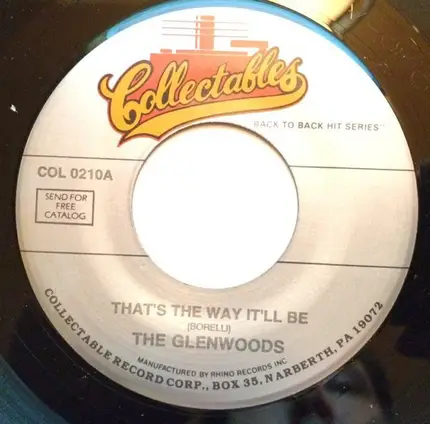 Collectables
BACK TO BACK HIT SERIES™
COL 0210A
SEND FOR
FREE
CATALOG
THAT'S THE WAY IT'LL BE
(BORELLI)
THE GLENWOODS
MANUFACTURED BY RHINO RECORDS INC.
COLLECTABLE RECORD CORP., BOX 35, NARBERTH, PA 19072